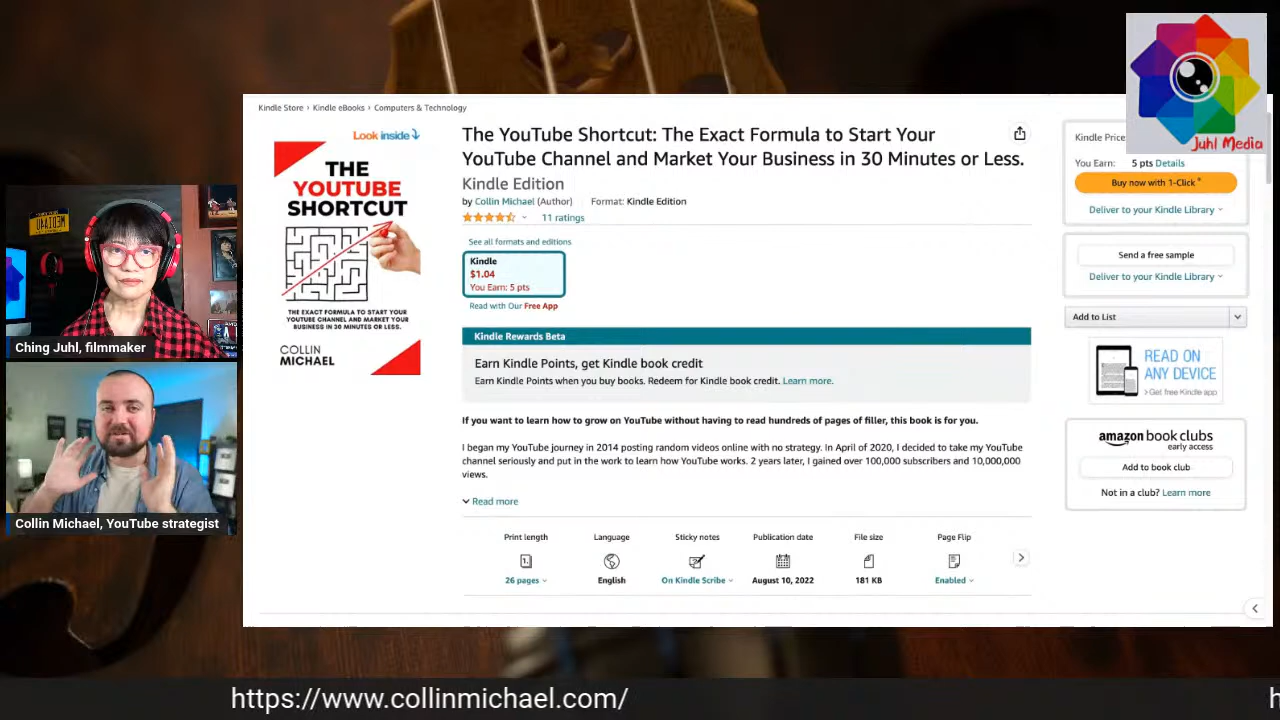 Juhl Media
Kindle Store › Kindle eBooks › Computers & Technology
Look inside
THE
YOUTUBE
SHORTCUT
THE EXACT FORMULA TO START YOUR
YOUTUBE CHANNEL AND MARKET YOUR
BUSINESS IN 30 MINUTES OR LESS.
COLLIN
MICHAEL
The YouTube Shortcut: The Exact Formula to Start Your
YouTube Channel and Market Your Business in 30 Minutes or Less.
Kindle Edition
by Collin Michael (Author) Format: Kindle Edition
11 ratings
See all formats and editions
Kindle
$1.04
You Earn: 5 pts
Read with Our Free App
Kindle Rewards Beta
Earn Kindle Points, get Kindle book credit
Earn Kindle Points when you buy books. Redeem for Kindle book credit. Learn more.
If you want to learn how to grow on YouTube without having to read hundreds of pages of filler, this book is for you.
I began my YouTube journey in 2014 posting random videos online with no strategy. In April of 2020, I decided to take my YouTube
channel seriously and put in the work to learn how YouTube works. 2 years later, I gained over 100,000 subscribers and 10,000,000
views.
Read more
Print length
26 pages
Language
English
Sticky notes
On Kindle Scribe
Publication date
August 10, 2022
File size
181 KB
Page Flip
Enabled
Kindle Price
You Earn: 5 pts Details
Buy now with 1-Click ®
Deliver to your Kindle Library
Send a free sample
Deliver to your Kindle Library
Add to List
READ ON
ANY DEVICE
› Get free Kindle app
amazon book clubs
early access
Add to book club
Not in a club? Learn more
Ching Juhl, filmmaker
Collin Michael, YouTube strategist
https://www.collinmichael.com/